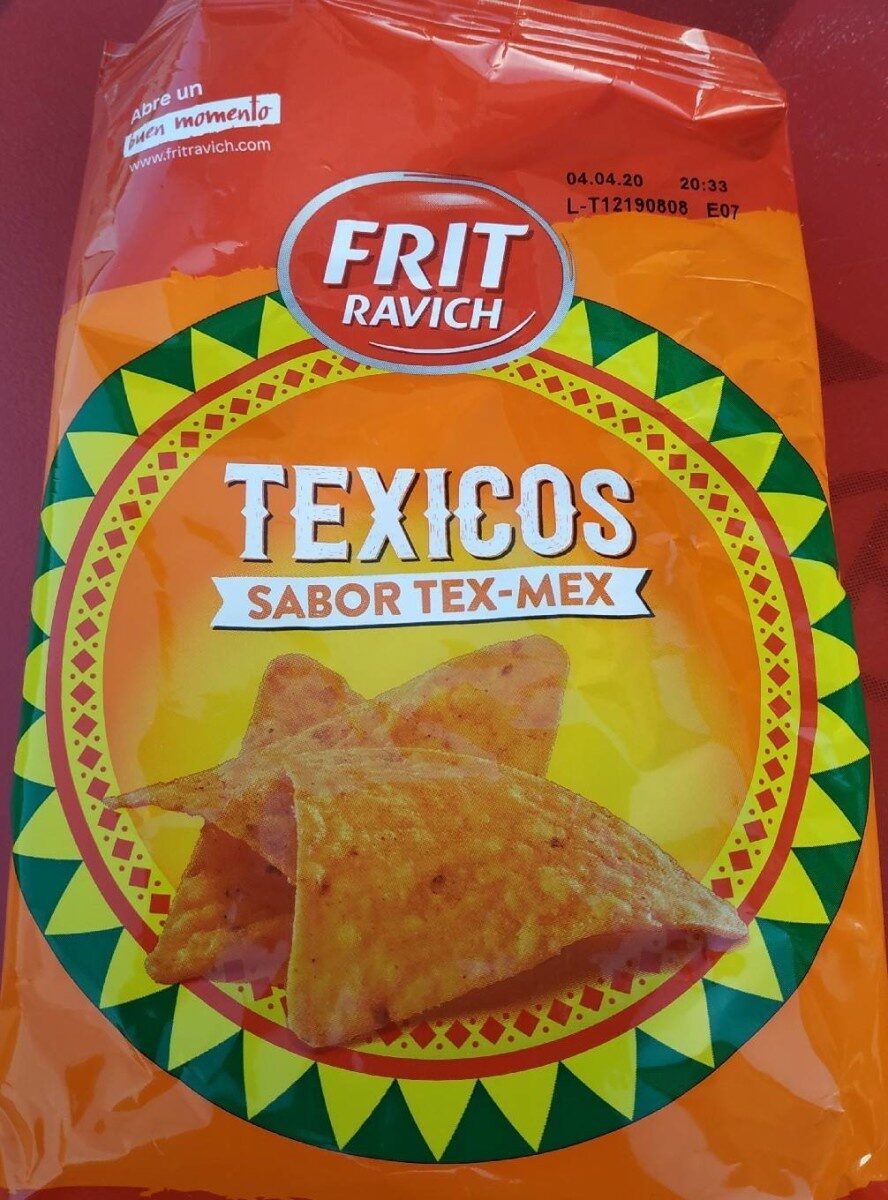 Abre un
buen momento
www.fritravich.com
04.04.20 20:33
L-T12190808 E07
FRIT
RAVICH
TEXICOS
SABOR TEX-MEX